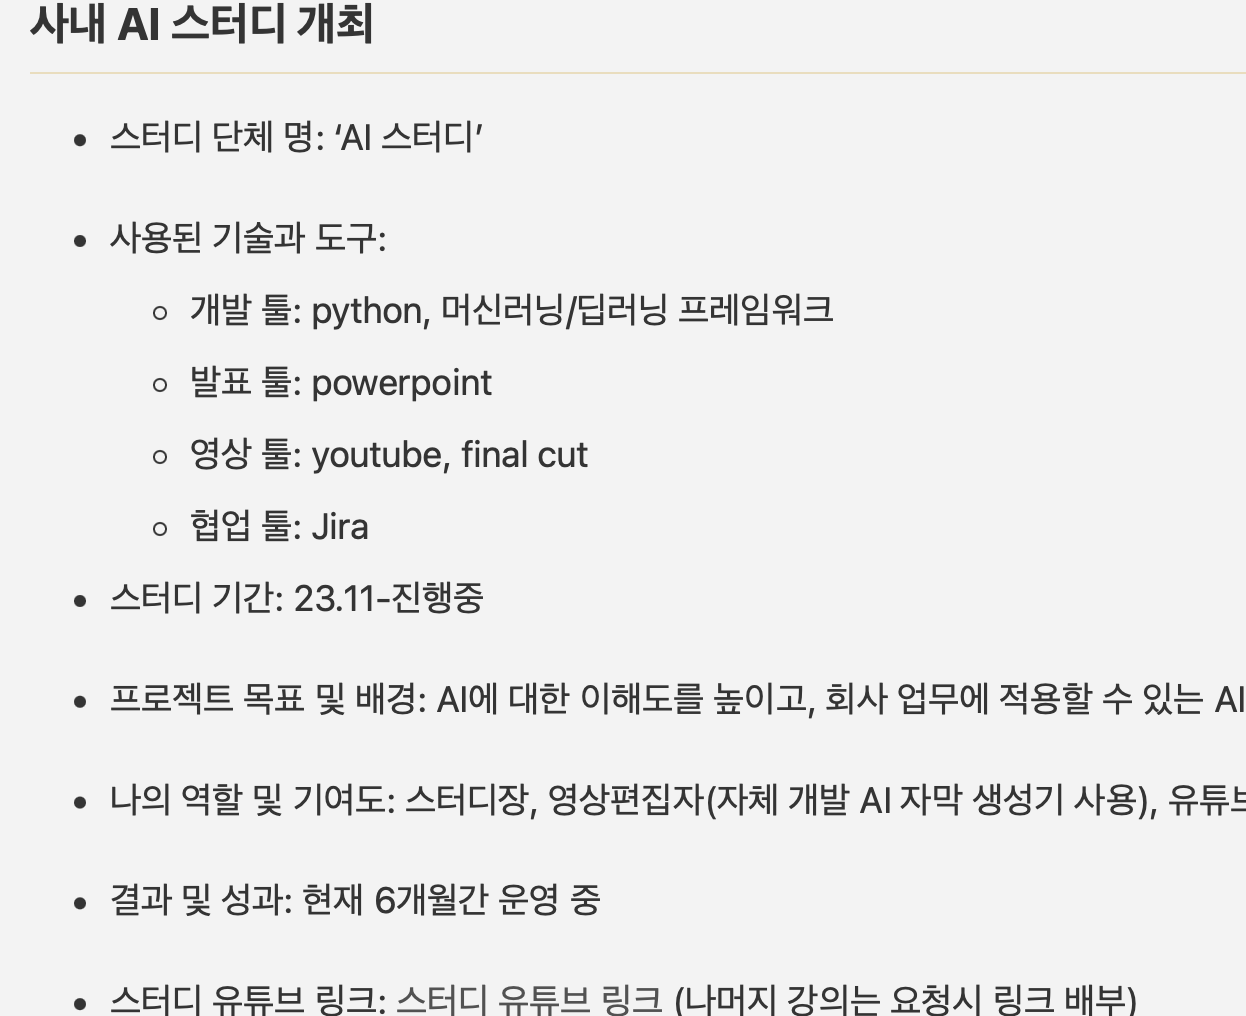 사내 AI 스터디 개최
스터디 단체 명: ‘AI 스터디’
사용된 기술과 도구:
개발 툴: python, 머신러닝/딥러닝 프레임워크
발표 툴: powerpoint
영상 툴: youtube, final cut
협업 툴: Jira
스터디 기간: 23.11-진행중
프로젝트 목표 및 배경: AI에 대한 이해도를 높이고, 회사 업무에 적용할 수 있는 AI
나의 역할 및 기여도: 스터디장, 영상편집자(자체 개발 AI 자막 생성기 사용),
결과 및 성과: 현재 6개월간 운영 중
스터디 유튜브 링크: 스터디 유튜브 링크 (나머지 강의는 요청시 링크 배부)